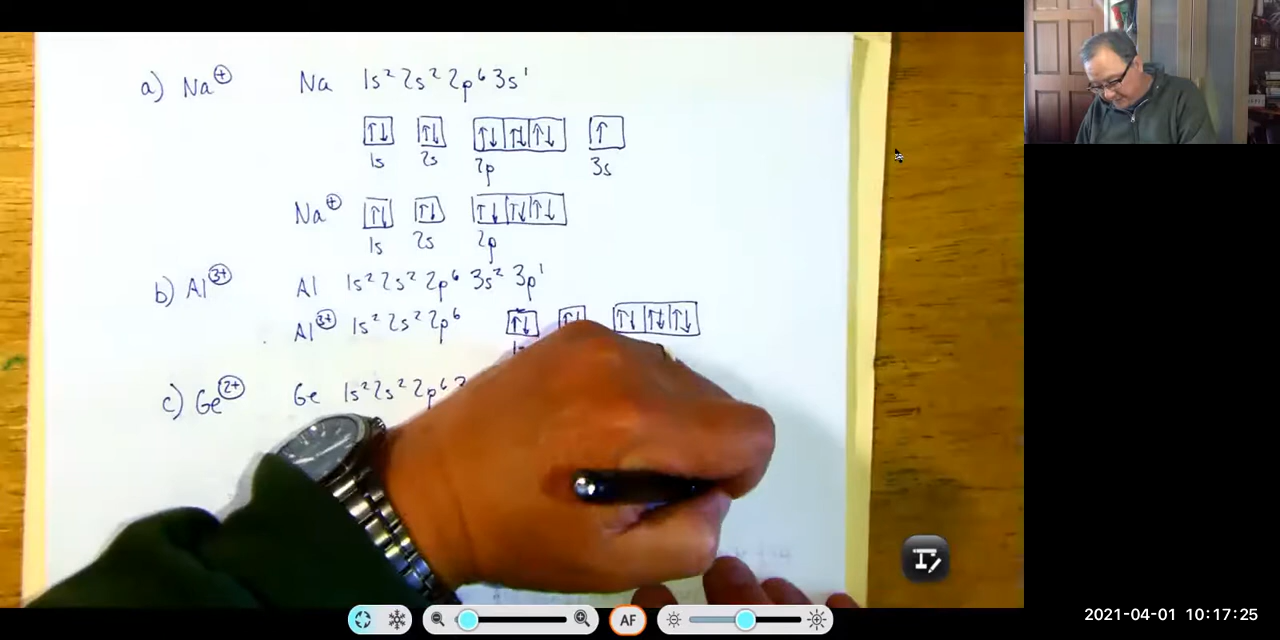 a) Na⁺ Na 1s² 2s² 2p⁶ 3s¹
↑↓ ↑↓ ↑↓ ↑↓ ↑↓ ↑
1s 2s 2p 3s
Na⁺ ↑↓ ↑↓ ↑↓ ↑↓ ↑↓
1s 2s 2p
b) Al³⁺ Al 1s² 2s² 2p⁶ 3s² 3p¹
Al³⁺ 1s² 2s² 2p⁶ ↑↓ ↑↓ ↑↓ ↑↓ ↑↓
c) Ge²⁺ Ge 1s² 2s² 2p⁶
AF
2021-04-01 10:17:25